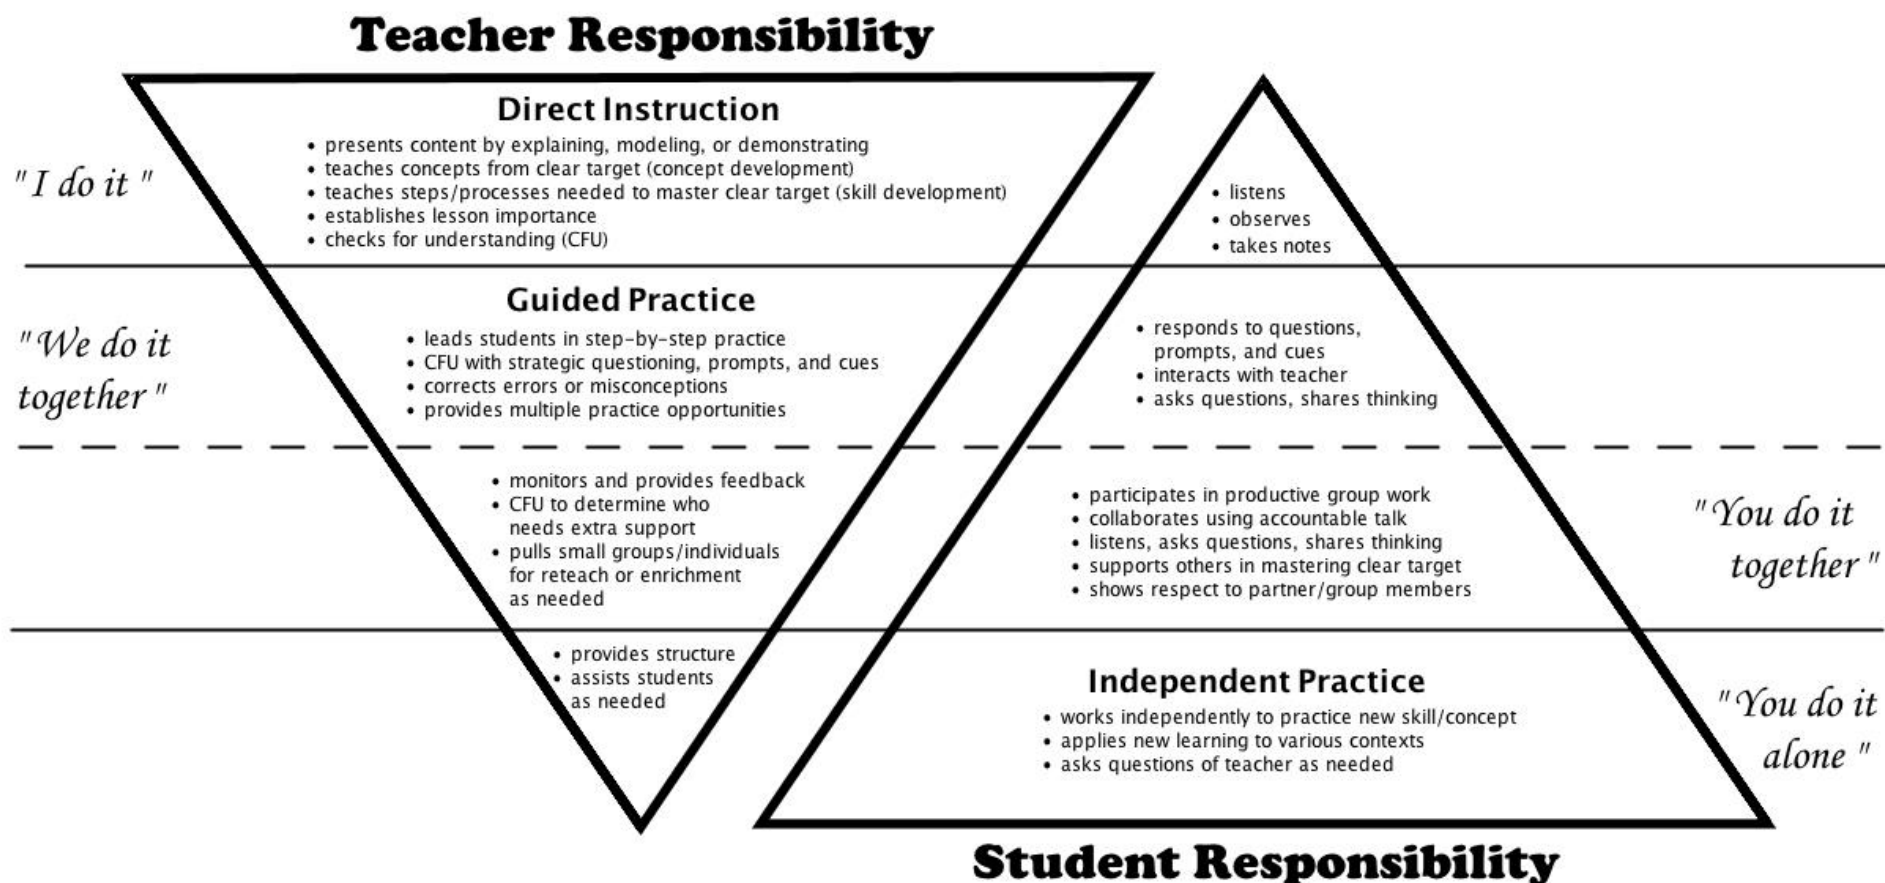 Teacher Responsibility
Direct Instruction
• presents content by explaining, modeling, or demonstrating
• teaches concepts from clear target (concept development)
• teaches steps/processes needed to master clear target (skill development)
• establishes lesson importance
• checks for understanding (CFU)
"I do it "
• listens
• observes
• takes notes
Guided Practice
"We do it
together"
• leads students in step-by-step practice
• CFU with strategic questioning, prompts, and cues
• corrects errors or misconceptions
• provides multiple practice opportunities
• responds to questions,
prompts, and cues
• interacts with teacher
• asks questions, shares thinking
• monitors and provides feedback
• CFU to determine who
needs extra support
• pulls small groups/individuals
for reteach or enrichment
as needed
• participates in productive group work
• collaborates using accountable talk
• listens, asks questions, shares thinking
• supports others in mastering clear target
• shows respect to partner/group members
"You do it
together"
• provides structure
• assists students
as needed
Independent Practice
• works independently to practice new skill/concept
• applies new learning to various contexts
• asks questions of teacher as needed
"You do it
alone "
Student Responsibility